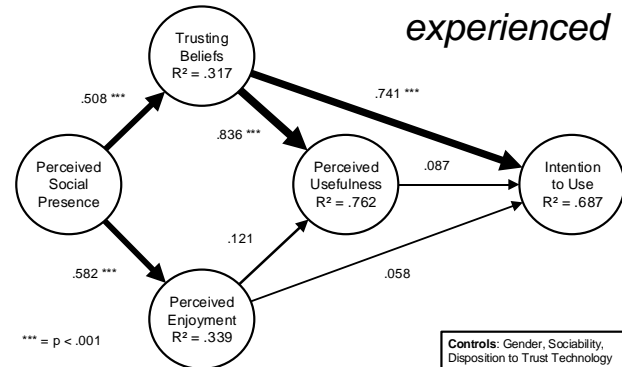 experienced
Trusting
Beliefs
R² = .317
.508 ***
.741 ***
.836 ***
Perceived
Social
Presence
Perceived
Usefulness
R² = .762
.087
Intention
to Use
R² = .687
.121
.582 ***
.058
Perceived
Enjoyment
R² = .339
*** = p < .001
Controls: Gender, Sociability,
Disposition to Trust Technology